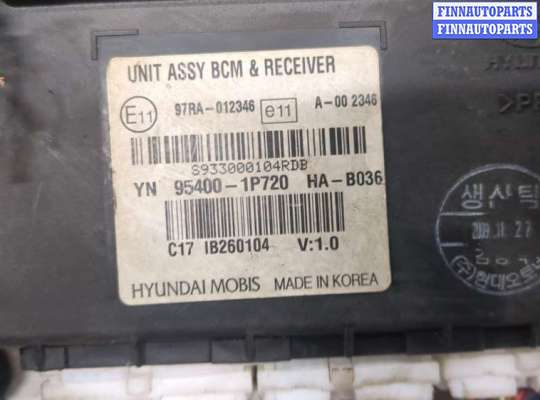 FINNAUTOPARTS
FINNAUTOPARTS
FINNAUTOPARTS
UNIT ASSY BCM & RECEIVER
E11 97RA-012346 e11 A-00 2346
S933000104RDB
YN 95400-1P720 HA-B036
C17 IB260104 V:1.0
HYUNDAI MOBIS MADE IN KOREA
생산